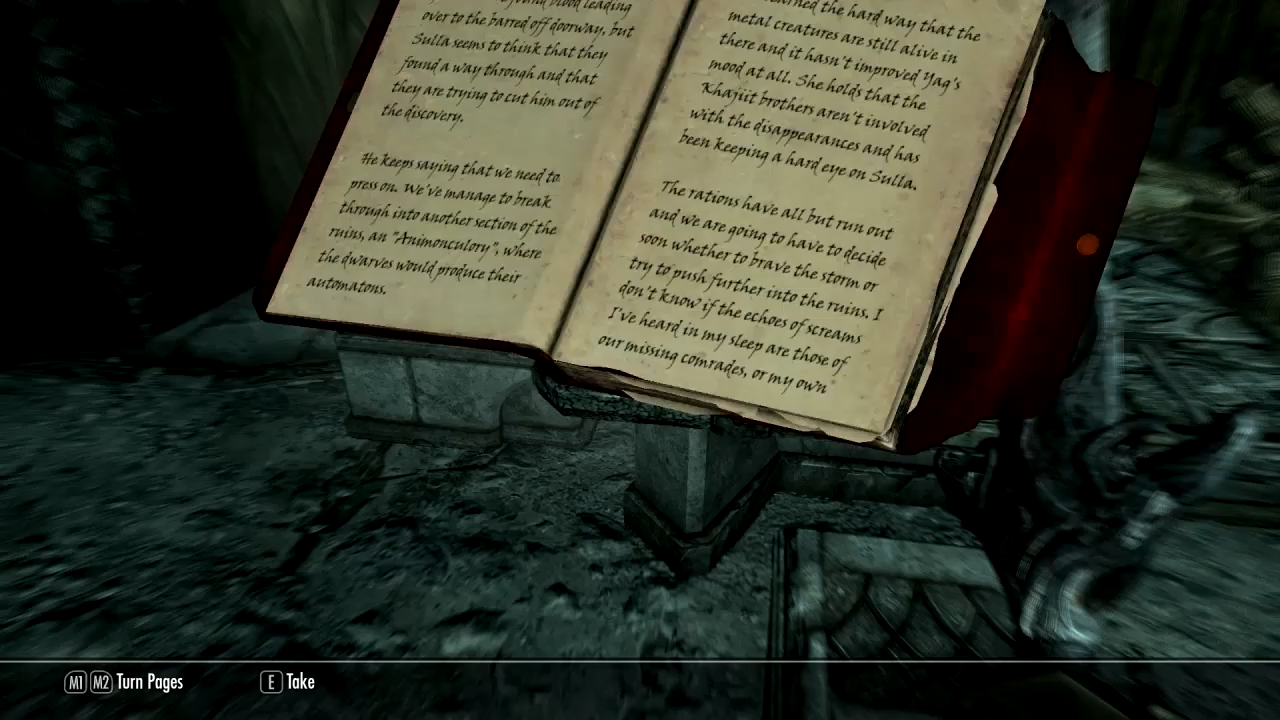 blood leading
over to the barred off doorway, but
Sulla seems to think that they
found a way through and that
they are trying to cut him out of
the discovery.
He keeps saying that we need to
press on. We've manage to break
through into another section of the
ruins, an "Animonculory", where
the dwarves would produce their
automatons.
the hard way that the
metal creatures are still alive in
there and it hasn't improved Yag's
mood at all. She holds that the
Khajiit brothers aren't involved
with the disappearances and has
been keeping a hard eye on Sulla.
The rations have all but run out
and we are going to have to decide
soon whether to brave the storm or
try to push further into the ruins. I
don't know if the echoes of screams
I've heard in my sleep are those of
our missing comrades, or my own
M1 M2 Turn Pages
E Take